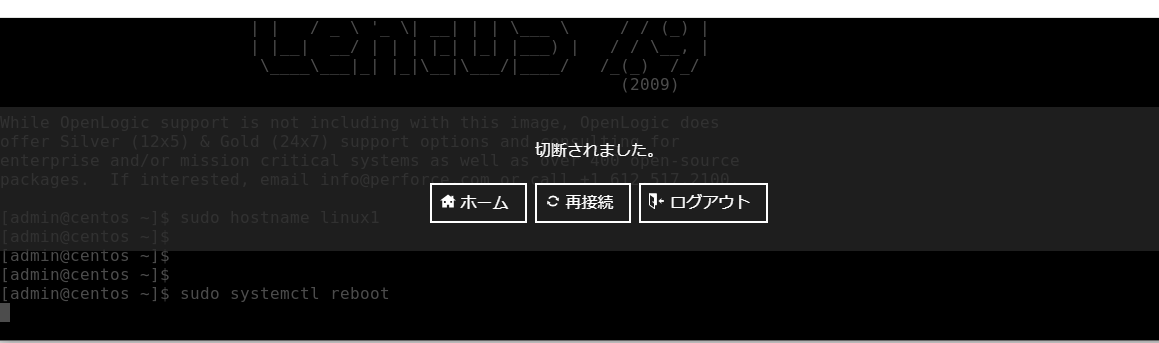 (2009)
While OpenLogic support is not including with this image, OpenLogic does
offer Silver (12x5) & Gold (24x7) support options and consulting for
enterprise and/or mission critical systems as well as over 400 open-source
packages. If interested, email info@perforce.com or call +1 612.517.2100.
切断されました。
ホーム 再接続 ログアウト
[admin@centos ~]$ sudo hostname linux1
[admin@centos ~]$
[admin@centos ~]$
[admin@centos ~]$
[admin@centos ~]$ sudo systemctl reboot